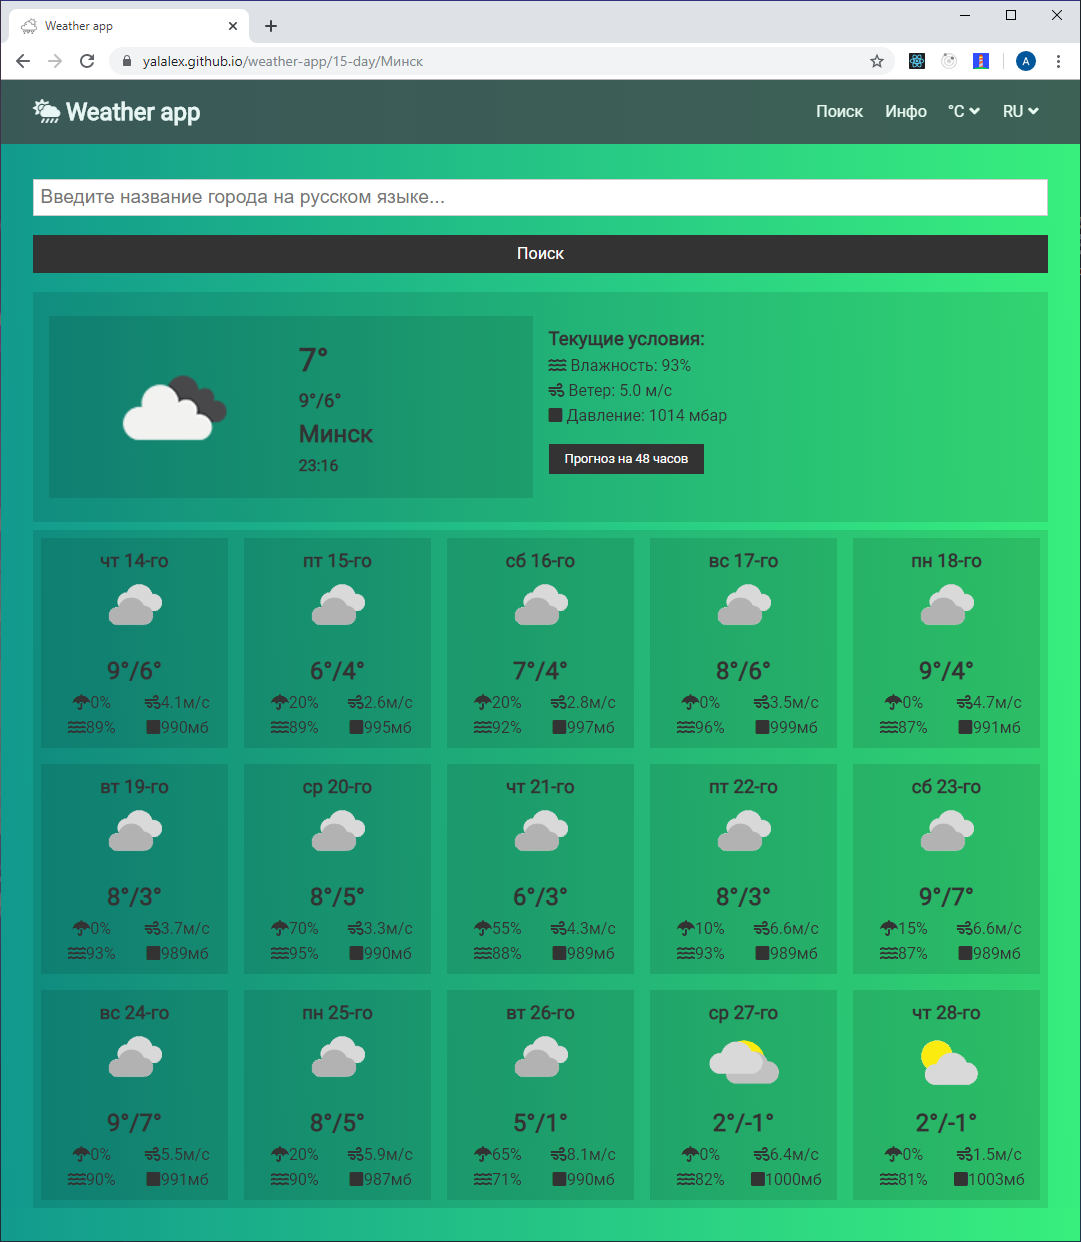 Weather app
yalalex.github.io/weather-app/15-day/Минск
A
Weather app
Поиск Инфо °C RU
Введите название города на русском языке...
Поиск
7°
9°/6°
Минск
23:16
Текущие условия:
Влажность: 93%
Ветер: 5.0 м/с
Давление: 1014 мбар
Прогноз на 48 часов
чт 14-го
9°/6°
0% 4.1м/с
89% 990мб
пт 15-го
6°/4°
20% 2.6м/с
89% 995мб
сб 16-го
7°/4°
20% 2.8м/с
92% 997мб
вс 17-го
8°/6°
0% 3.5м/с
96% 999мб
пн 18-го
9°/4°
0% 4.7м/с
87% 991мб
вт 19-го
8°/3°
0% 3.7м/с
93% 989мб
ср 20-го
8°/5°
70% 3.3м/с
95% 990мб
чт 21-го
6°/3°
55% 4.3м/с
88% 989мб
пт 22-го
8°/3°
10% 6.6м/с
93% 989мб
сб 23-го
9°/7°
15% 6.6м/с
87% 989мб
вс 24-го
9°/7°
0% 5.5м/с
90% 991мб
пн 25-го
8°/5°
20% 5.9м/с
90% 987мб
вт 26-го
5°/1°
65% 8.1м/с
71% 990мб
ср 27-го
2°/-1°
0% 6.4м/с
82% 1000мб
чт 28-го
2°/-1°
0% 1.5м/с
81% 1003мб